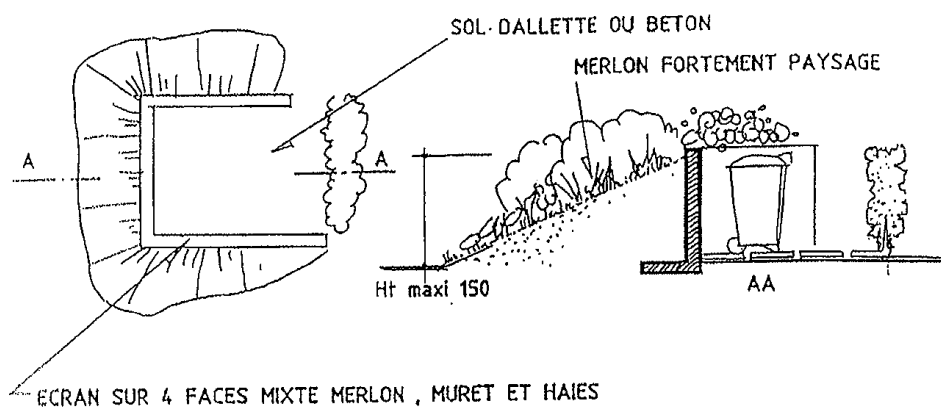 SOL-DALLETTE OU BETON
MERLON FORTEMENT PAYSAGE
A
A
Ht maxi 150
AA
ECRAN SUR 4 FACES MIXTE MERLON , MURET ET HAIES